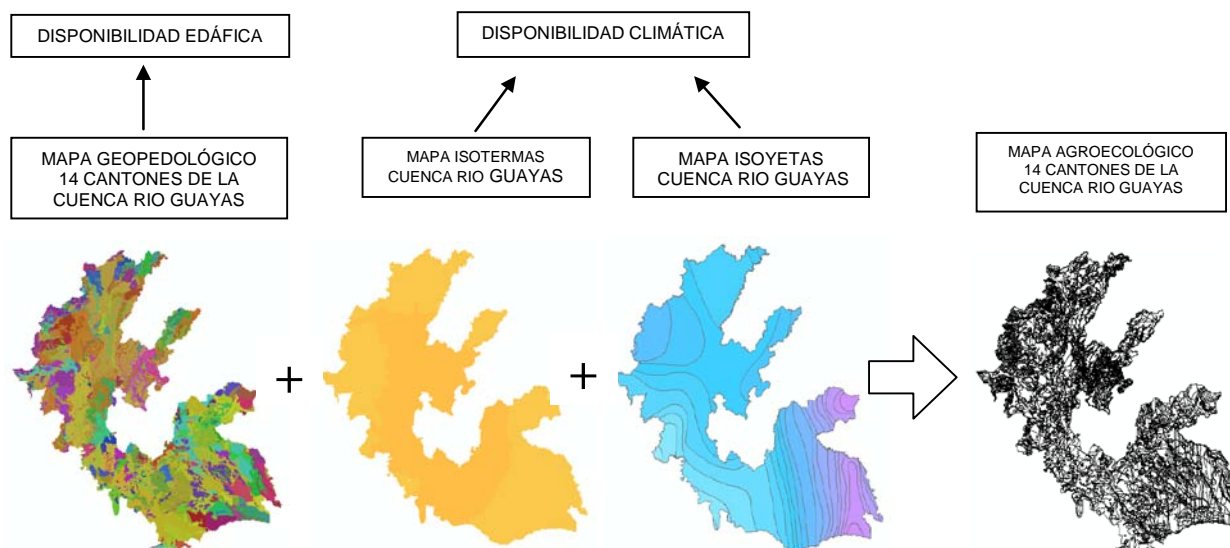 DISPONIBILIDAD EDÁFICA
DISPONIBILIDAD CLIMÁTICA
MAPA GEOPEDOLÓGICO
14 CANTONES DE LA
CUENCA RIO GUAYAS
MAPA ISOTERMAS
CUENCA RIO GUAYAS
MAPA ISOYETAS
CUENCA RIO GUAYAS
MAPA AGROECOLÓGICO
14 CANTONES DE LA
CUENCA RIO GUAYAS
+
+